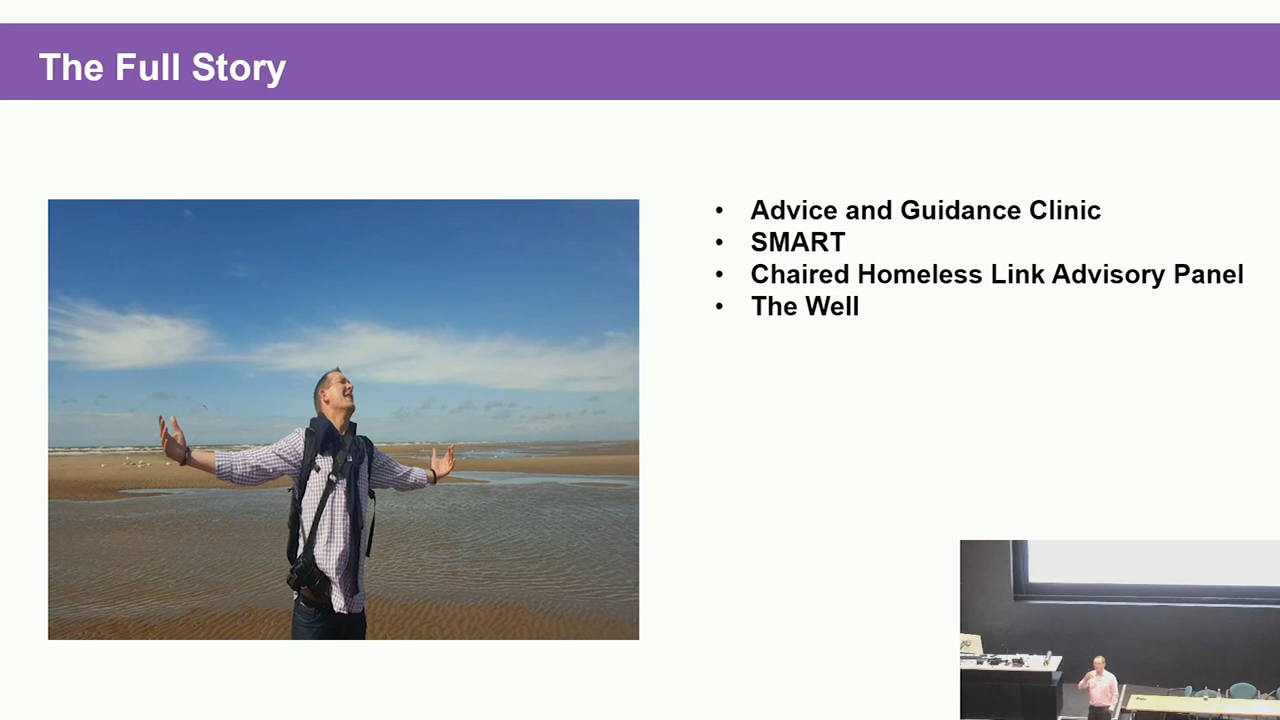 The Full Story
• Advice and Guidance Clinic
• SMART
• Chaired Homeless Link Advisory Panel
• The Well